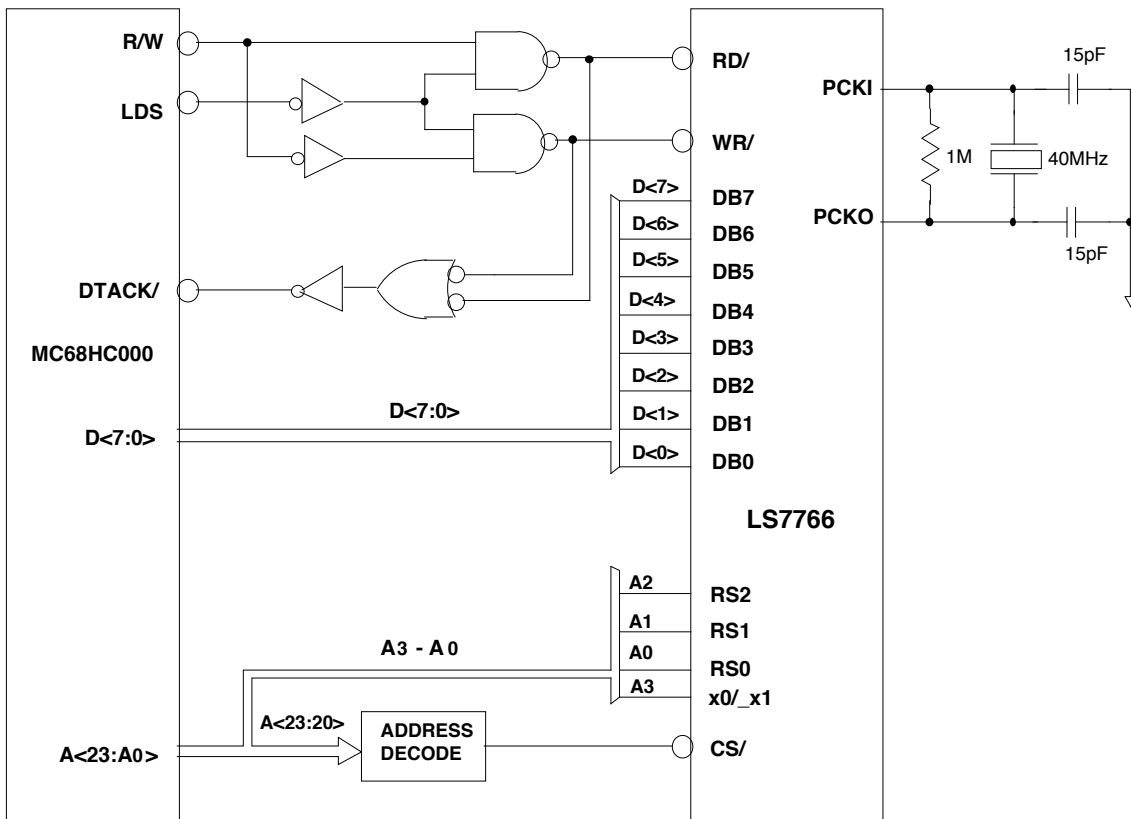 R/W
LDS
DTACK/
MC68HC000
D<7:0>
A<23:A0>
D<7:0>
A3 - A0
A<23:20>
ADDRESS
DECODE
D<7>
D<6>
D<5>
D<4>
D<3>
D<2>
D<1>
D<0>
A2
A1
A0
A3
RD/
WR/
DB7
DB6
DB5
DB4
DB3
DB2
DB1
DB0
LS7766
RS2
RS1
RS0
x0/_x1
CS/
PCKI
PCKO
15pF
1M
40MHz
15pF